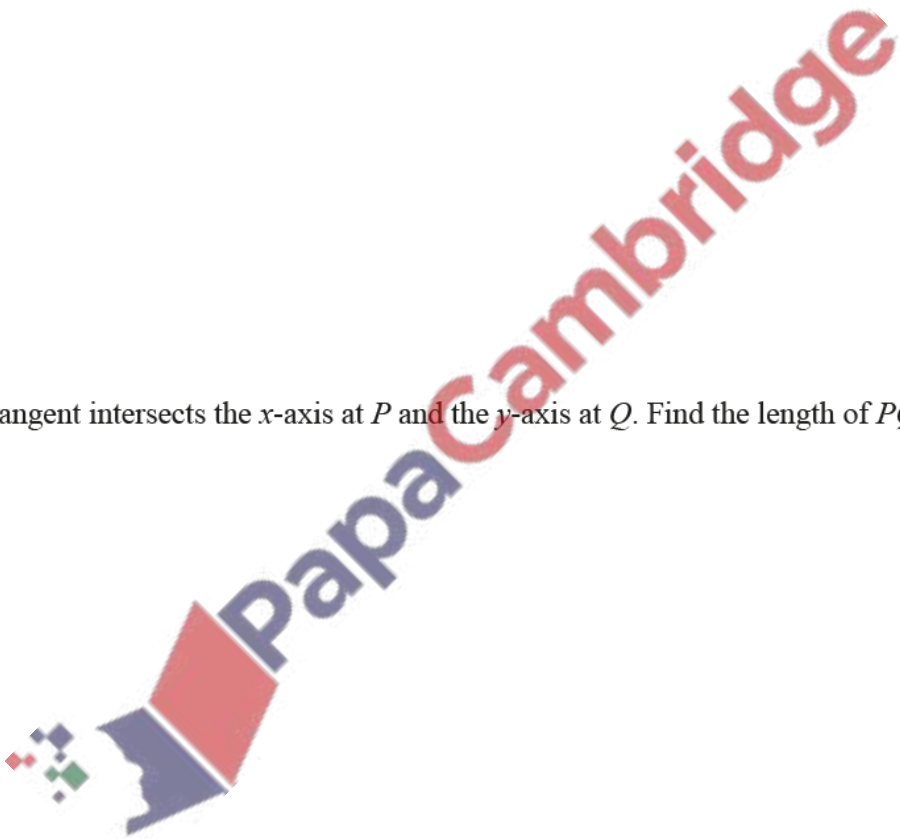 angent intersects the x-axis at P and the y-axis at Q. Find the length of P
PapaCambridge